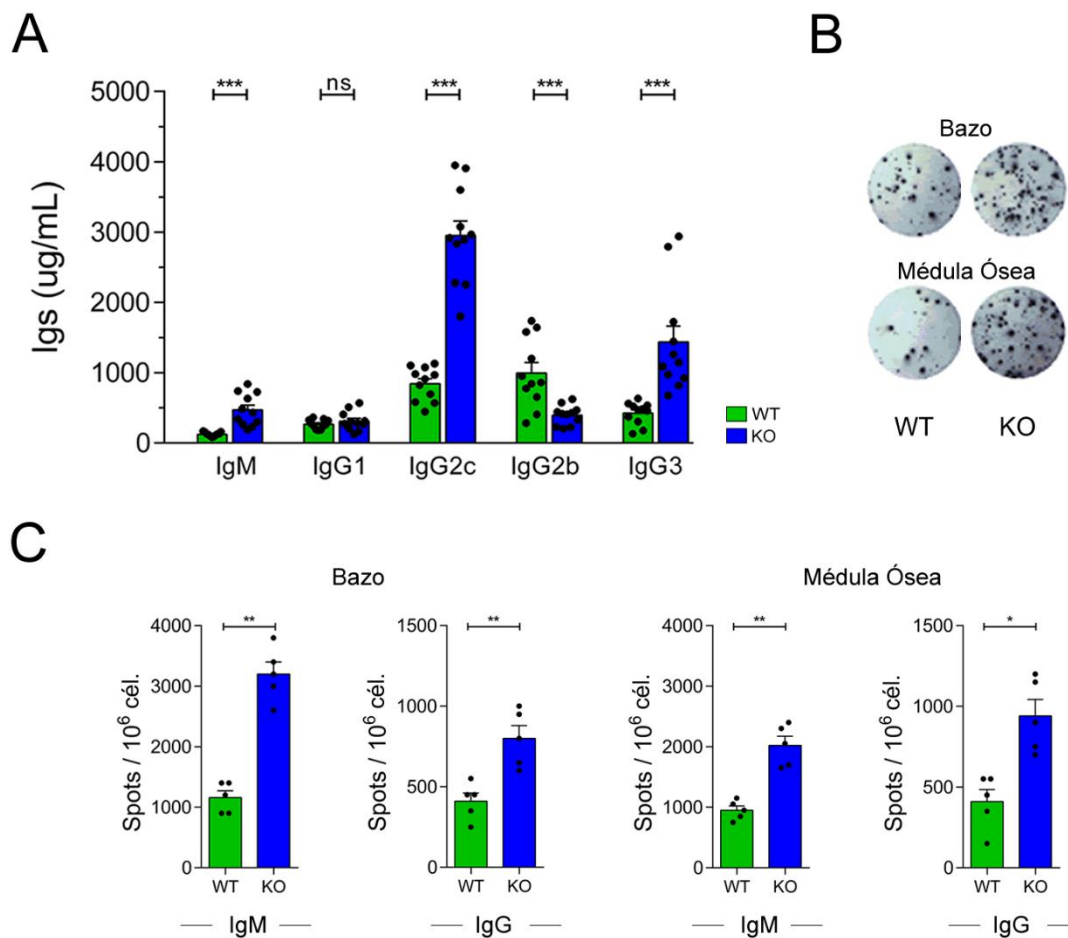 A
B
*** ns *** *** ***
5000
4000
3000
2000
1000
0
Igs (ug/mL)
IgM IgG1 IgG2c IgG2b IgG3
WT
KO
Bazo
Médula Ósea
WT KO
C
Bazo
Médula Ósea
**
4000
3000
2000
1000
0
Spots / 10⁶ cél.
WT KO
IgM
**
1500
1000
500
0
Spots / 10⁶ cél.
WT KO
IgG
**
4000
3000
2000
1000
0
Spots / 10⁶ cél.
WT KO
IgM
*
1500
1000
500
0
Spots / 10⁶ cél.
WT KO
IgG